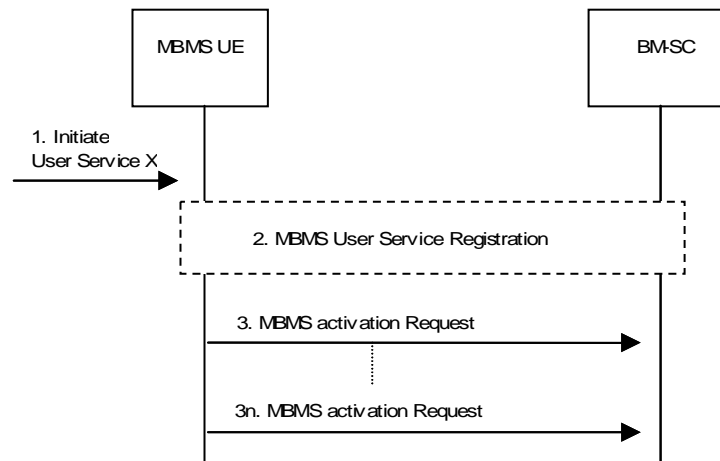 MBMS UE
BM-SC
1. Initiate
User Service X
2. MBMS User Service Registration
3. MBMS activation Request
3n. MBMS activation Request